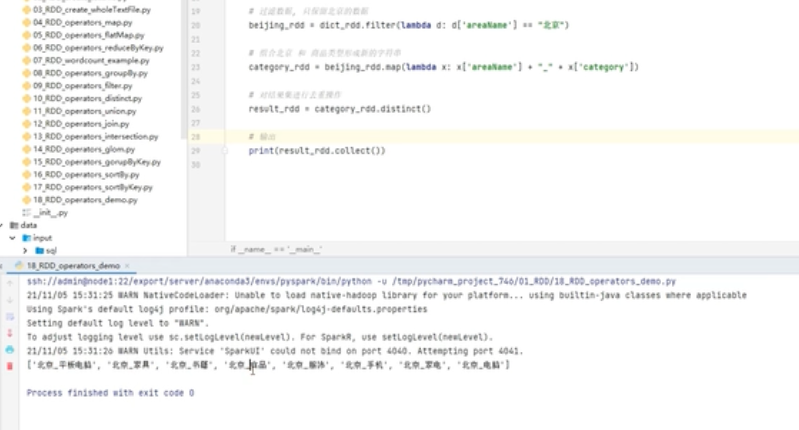 03_RDD_create_wholeTextFile.py
04_RDD_operators_map.py
05_RDD_operators_flatMap.py
06_RDD_operators_reduceByKey.py
07_RDD_wordcount_example.py
08_RDD_operators_groupBy.py
09_RDD_operators_filter.py
10_RDD_operators_distinct.py
11_RDD_operators_union.py
12_RDD_operators_join.py
13_RDD_operators_intersection.py
14_RDD_operators_glom.py
15_RDD_operators_gorupByKey.py
16_RDD_operators_sortBy.py
17_RDD_operators_sortByKey.py
18_RDD_operators_demo.py
__init__.py
data
input
sql
19 # 过滤数据, 只保留北京的数据
20 beijing_rdd = dict_rdd.filter(lambda d: d['areaName'] == "北京")
21
22 # 组合北京 和 商品类型形成新的字符串
23 category_rdd = beijing_rdd.map(lambda x: x['areaName'] + "_" + x['category'])
24
25 # 对结果集进行去重操作
26 result_rdd = category_rdd.distinct()
27
28 # 输出
29 print(result_rdd.collect())
30
if __name__ == '__main__'
18_RDD_operators_demo
ssh://admin@node1:22/export/server/anaconda3/envs/pyspark/bin/python -u /tmp/pycharm_project_746/01_RDD/18_RDD_operators_demo.py
21/11/05 15:31:25 WARN NativeCodeLoader: Unable to load native-hadoop library for your platform... using builtin-java classes where applicable
Using Spark's default log4j profile: org/apache/spark/log4j-defaults.properties
Setting default log level to "WARN".
To adjust logging level use sc.setLogLevel(newLevel). For SparkR, use setLogLevel(newLevel).
21/11/05 15:31:26 WARN Utils: Service 'SparkUI' could not bind on port 4040. Attempting port 4041.
['北京_平板电脑', '北京_家具', '北京_书籍', '北京_食品', '北京_服饰', '北京_手机', '北京_家电', '北京_电脑']
Process finished with exit code 0